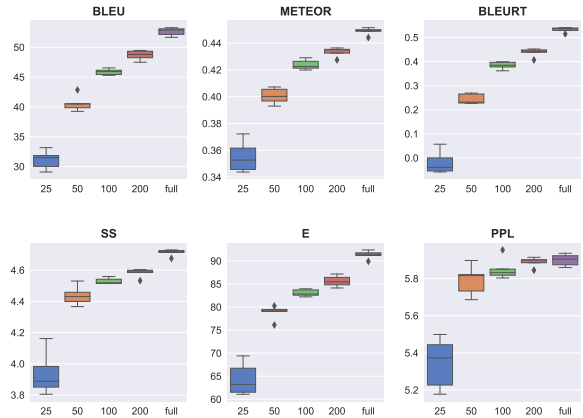 BLEU
50
40
30
25 50 100 200 full
METEOR
0.44
0.42
0.40
0.38
0.36
0.34
25 50 100 200 full
BLEURT
0.5
0.4
0.3
0.2
0.1
0.0
25 50 100 200 full
SS
4.6
4.4
4.2
4.0
3.8
25 50 100 200 full
E
90
85
80
75
70
65
60
25 50 100 200 full
PPL
5.8
5.6
5.4
5.2
25 50 100 200 full